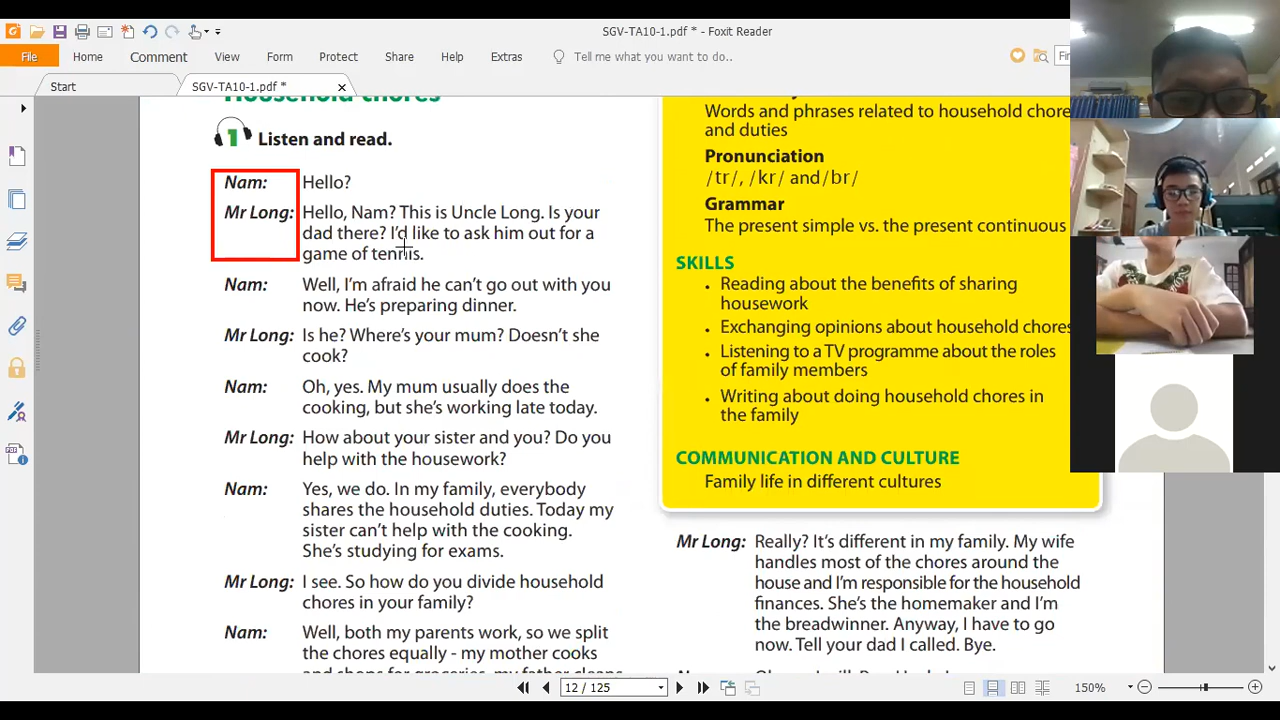 SGV-TA10-1.pdf * - Foxit Reader
File
Home
Comment
View
Form
Protect
Share
Help
Extras
Tell me what you want to do..
Start
SGV-TA10-1.pdf *
Household chores
1 Listen and read.
Nam: Hello?
Mr Long: Hello, Nam? This is Uncle Long. Is your
dad there? I'd like to ask him out for a
game of tennis.
Nam: Well, I'm afraid he can't go out with you
now. He's preparing dinner.
Mr Long: Is he? Where's your mum? Doesn't she
cook?
Nam: Oh, yes. My mum usually does the
cooking, but she's working late today.
Mr Long: How about your sister and you? Do you
help with the housework?
Nam: Yes, we do. In my family, everybody
shares the household duties. Today my
sister can't help with the cooking.
She's studying for exams.
Mr Long: I see. So how do you divide household
chores in your family?
Nam: Well, both my parents work, so we split
the chores equally - my mother cooks
and shops for groceries, my father cleans
Words and phrases related to household chore
and duties
Pronunciation
/tr/, /kr/ and /br/
Grammar
The present simple vs. the present continuous
SKILLS
• Reading about the benefits of sharing
housework
• Exchanging opinions about household chores
• Listening to a TV programme about the roles
of family members
• Writing about doing household chores in
the family
COMMUNICATION AND CULTURE
Family life in different cultures
Mr Long: Really? It's different in my family. My wife
handles most of the chores around the
house and I'm responsible for the household
finances. She's the homemaker and I'm
the breadwinner. Anyway, I have to go
now. Tell your dad I called. Bye.
12 / 125
150%